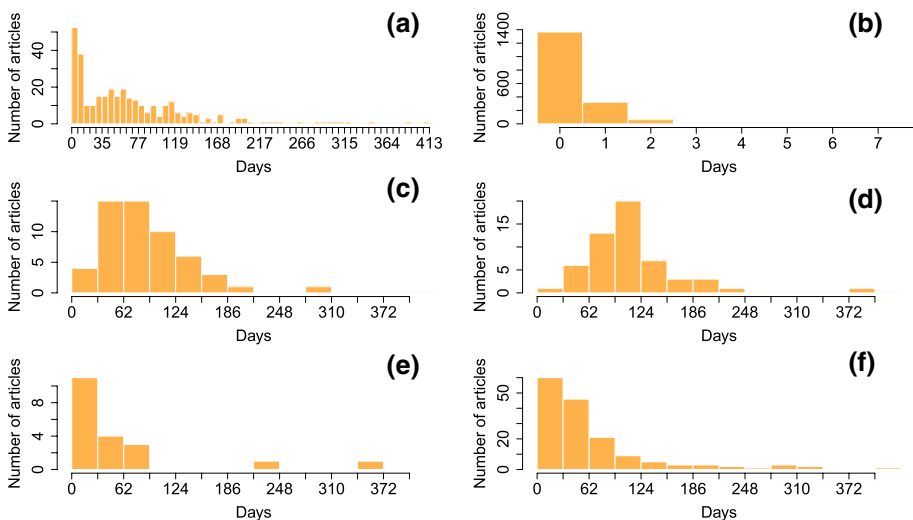 (a)
Number of articles
0 20 40
0 35 77 119 168 217 266 315 364 413
Days
(b)
Number of articles
0 600 1400
0 1 2 3 4 5 6 7
Days
(c)
Number of articles
0 5 10
0 62 124 186 248 310 372
Days
(d)
Number of articles
0 5 15
0 62 124 186 248 310 372
Days
(e)
Number of articles
0 4 8
0 62 124 186 248 310 372
Days
(f)
Number of articles
0 20 50
0 62 124 186 248 310 372
Days